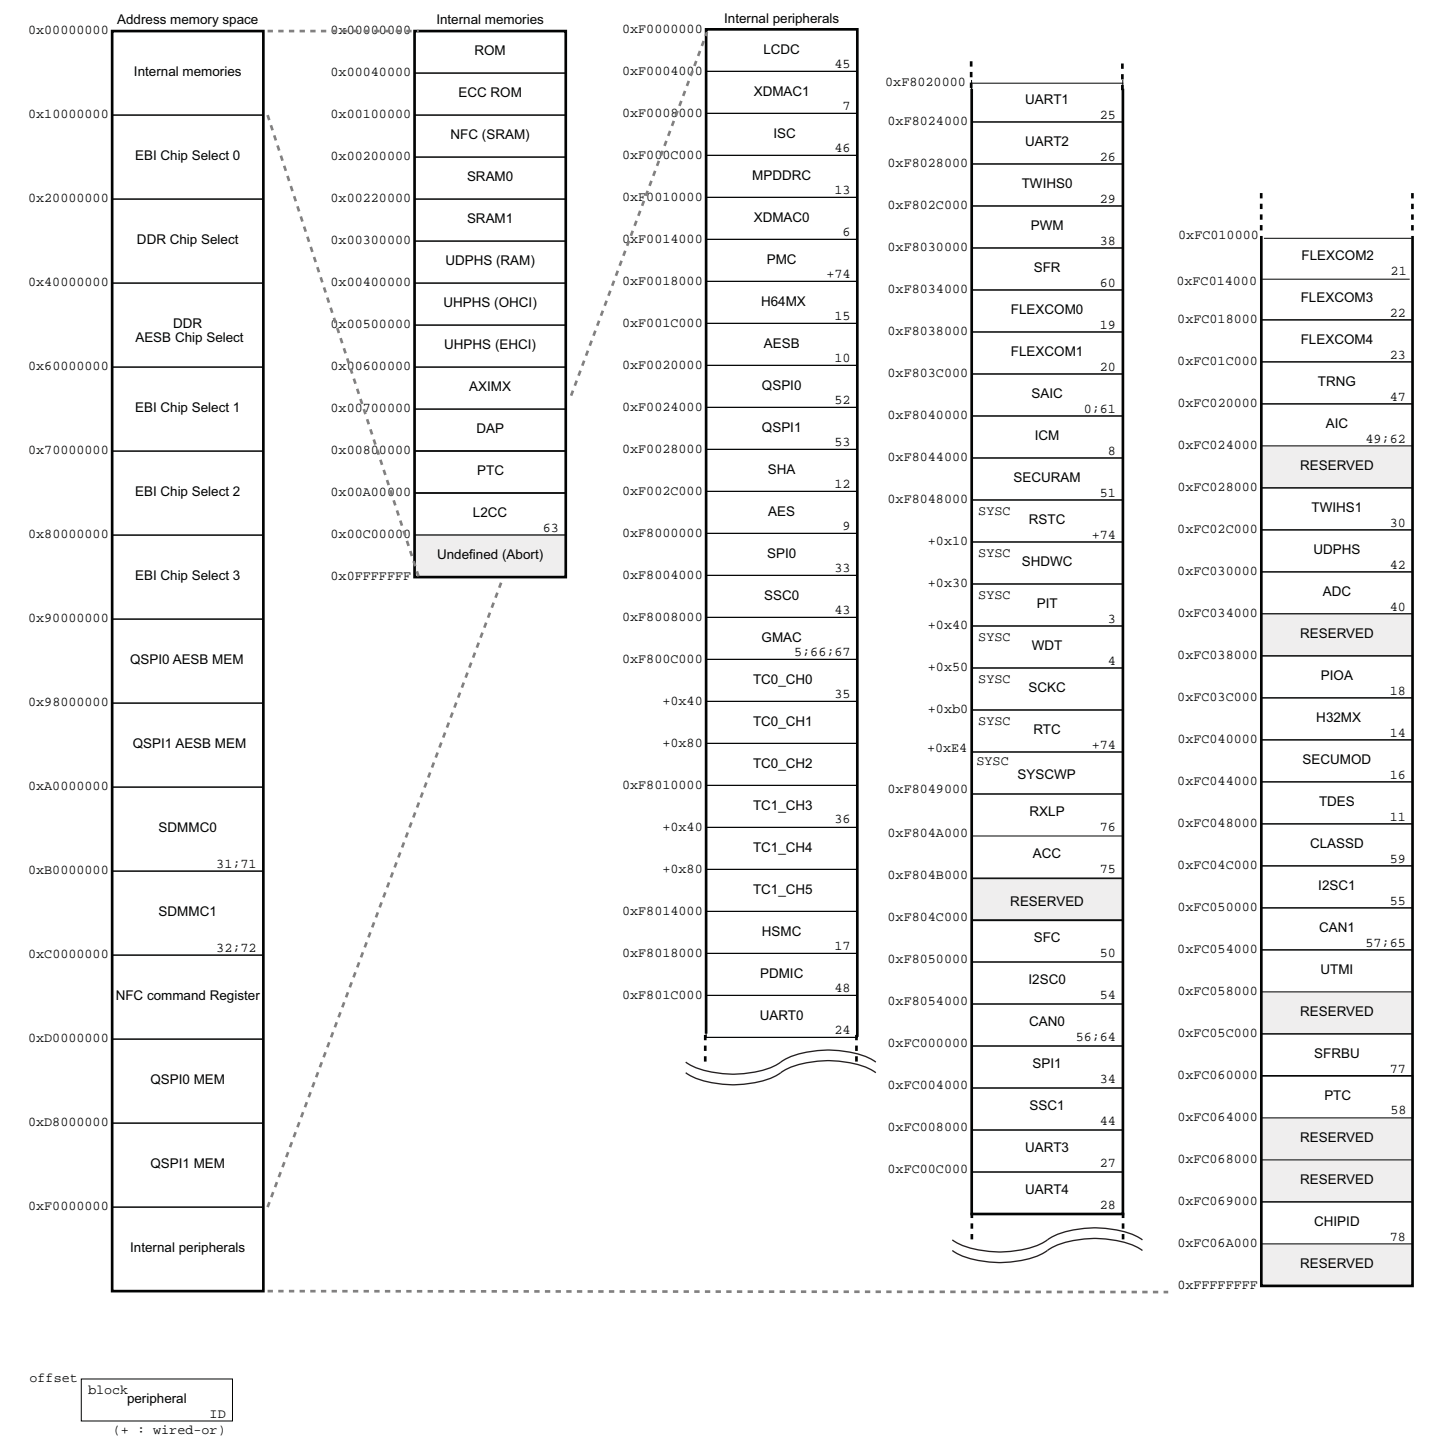 Address memory space
0x00000000
Internal memories
0x10000000
EBI Chip Select 0
0x20000000
DDR Chip Select
0x40000000
DDR
AESB Chip Select
0x60000000
EBI Chip Select 1
0x70000000
EBI Chip Select 2
0x80000000
EBI Chip Select 3
0x90000000
QSPI0 AESB MEM
0x98000000
QSPI1 AESB MEM
0xA0000000
SDMMC0
31;71
0xB0000000
SDMMC1
32;72
0xC0000000
NFC command Register
0xD0000000
QSPI0 MEM
0xD8000000
QSPI1 MEM
0xF0000000
Internal peripherals
Internal memories
0x00000000
ROM
0x00040000
ECC ROM
0x00100000
NFC (SRAM)
0x00200000
SRAM0
0x00220000
SRAM1
0x00300000
UDPHS (RAM)
0x00400000
UHPHS (OHCI)
0x00500000
UHPHS (EHCI)
0x00600000
AXIMX
0x00700000
DAP
0x00800000
PTC
0x00A00000
L2CC
63
0x00C00000
Undefined (Abort)
0x0FFFFFFF
Internal peripherals
0xF0000000
LCDC
45
0xF0004000
XDMAC1
7
0xF0008000
ISC
46
0xF000C000
MPDDRC
13
0xF0010000
XDMAC0
6
0xF0014000
PMC
+74
0xF0018000
H64MX
15
0xF001C000
AESB
10
0xF0020000
QSPI0
52
0xF0024000
QSPI1
53
0xF0028000
SHA
12
0xF002C000
AES
9
0xF8000000
SPI0
33
0xF8004000
SSC0
43
0xF8008000
GMAC
5;66;67
0xF800C000
TC0_CH0
35
+0x40
TC0_CH1
+0x80
TC0_CH2
0xF8010000
TC1_CH3
36
+0x40
TC1_CH4
+0x80
TC1_CH5
0xF8014000
HSMC
17
0xF8018000
PDMIC
48
0xF801C000
UART0
24
0xF8020000
UART1
25
0xF8024000
UART2
26
0xF8028000
TWIHS0
29
0xF802C000
PWM
38
0xF8030000
SFR
60
0xF8034000
FLEXCOM0
19
0xF8038000
FLEXCOM1
20
0xF803C000
SAIC
0;61
0xF8040000
ICM
8
0xF8044000
SECURAM
51
0xF8048000
SYSC
RSTC
+74
+0x10
SYSC
SHDWC
+0x30
SYSC
PIT
3
+0x40
SYSC
WDT
4
+0x50
SYSC
SCKC
+0xb0
SYSC
RTC
+74
+0xE4
SYSC
SYSCWP
0xF8049000
RXLP
76
0xF804A000
ACC
75
0xF804B000
RESERVED
0xF804C000
SFC
50
0xF8050000
I2SC0
54
0xF8054000
CAN0
56;64
0xFC000000
SPI1
34
0xFC004000
SSC1
44
0xFC008000
UART3
27
0xFC00C000
UART4
28
0xFC010000
FLEXCOM2
21
0xFC014000
FLEXCOM3
22
0xFC018000
FLEXCOM4
23
0xFC01C000
TRNG
47
0xFC020000
AIC
49;62
0xFC024000
RESERVED
0xFC028000
TWIHS1
30
0xFC02C000
UDPHS
42
0xFC030000
ADC
40
0xFC034000
RESERVED
0xFC038000
PIOA
18
0xFC03C000
H32MX
14
0xFC040000
SECUMOD
16
0xFC044000
TDES
11
0xFC048000
CLASSD
59
0xFC04C000
I2SC1
55
0xFC050000
CAN1
57;65
0xFC054000
UTMI
0xFC058000
RESERVED
0xFC05C000
SFRBU
77
0xFC060000
PTC
58
0xFC064000
RESERVED
0xFC068000
RESERVED
0xFC069000
CHIPID
78
0xFC06A000
RESERVED
0xFFFFFFFF
offset
block
peripheral
ID
(+ : wired-or)